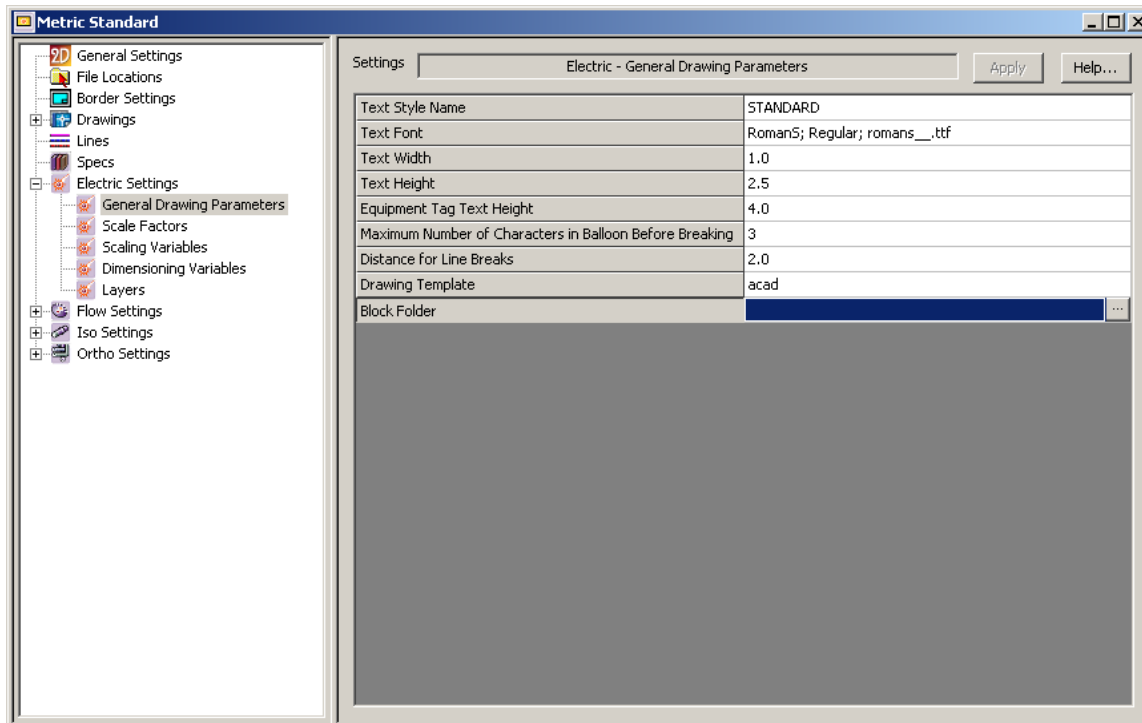 Metric Standard
2D General Settings
File Locations
Border Settings
Drawings
Lines
Specs
Electric Settings
General Drawing Parameters
Scale Factors
Scaling Variables
Dimensioning Variables
Layers
Flow Settings
Iso Settings
Ortho Settings
Settings Electric - General Drawing Parameters Apply Help...
Text Style Name STANDARD
Text Font RomanS; Regular; romans__.ttf
Text Width 1.0
Text Height 2.5
Equipment Tag Text Height 4.0
Maximum Number of Characters in Balloon Before Breaking 3
Distance for Line Breaks 2.0
Drawing Template acad
Block Folder ...